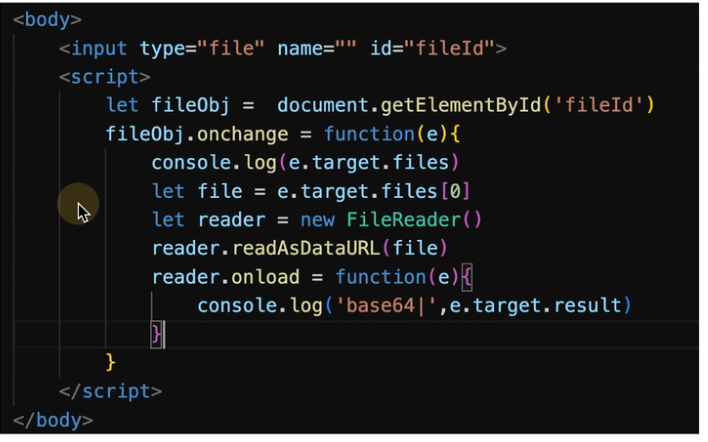 <body>
    <input type="file" name="" id="fileId">
    <script>
        let fileObj =  document.getElementById('fileId')
        fileObj.onchange = function(e){
            console.log(e.target.files)
            let file = e.target.files[0]
            let reader = new FileReader()
            reader.readAsDataURL(file)
            reader.onload = function(e){
                console.log('base64|',e.target.result)
            }
        }
    </script>
</body>